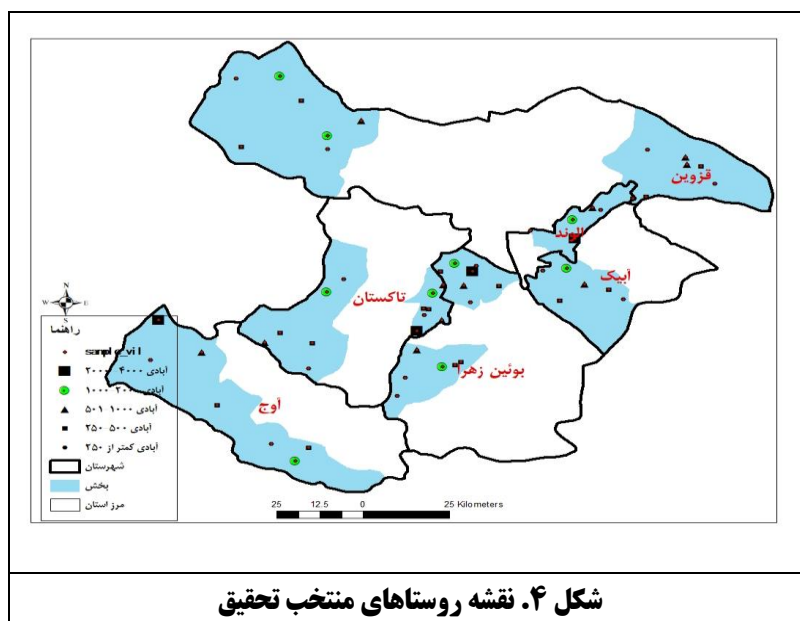 قزوین
الوند
آبیک
تاکستان
بوئین زهرا
آوج
N
W E
S
راهنما
sample_vil
آبادی ۴۰۰۰-۲۰۰۰
آبادی ۲۰۰۰-۱۰۰۰
آبادی ۱۰۰۰-۵۰۱
آبادی ۵۰۰-۲۵۰
آبادی کمتر از ۲۵۰
شهرستان
بخش
مرز استان
25 12.5 0 25 Kilometers
شکل ۴. نقشه روستاهای منتخب تحقیق